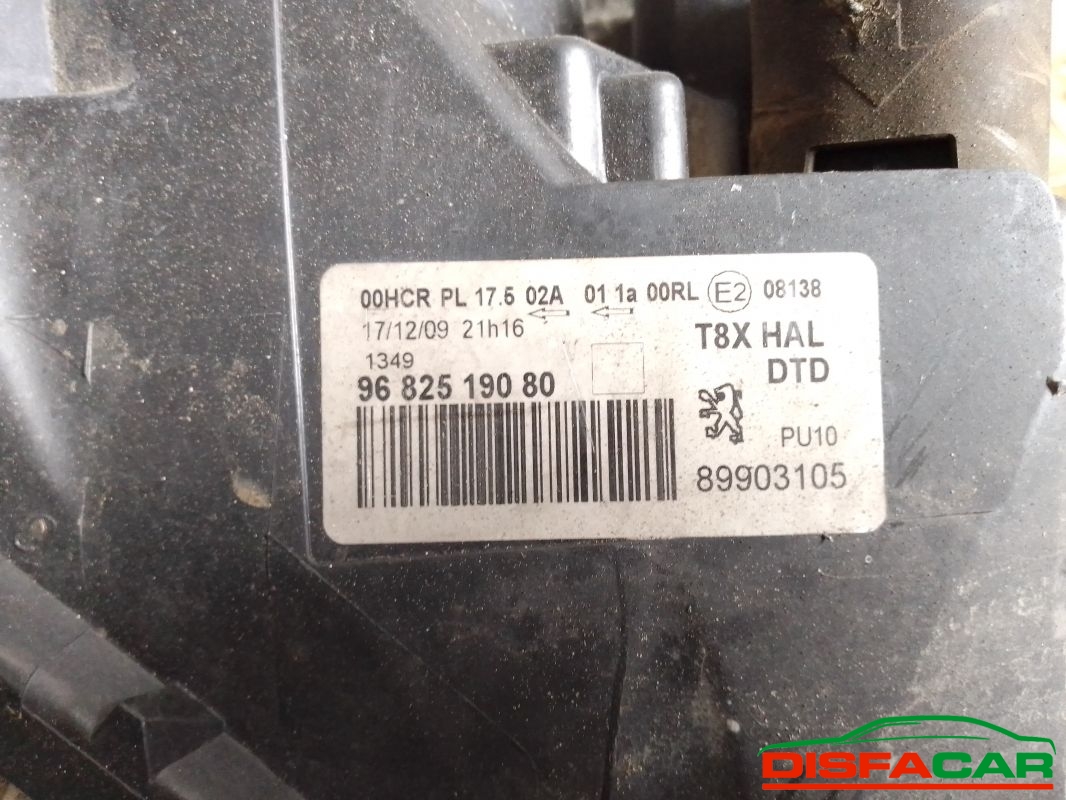 00HCR PL 17.5 02A 01 1a 00RL E2 08138
17/12/09 21h16
T8X HAL
1349
DTD
96 825 190 80
PU10
89903105
DISFACAR